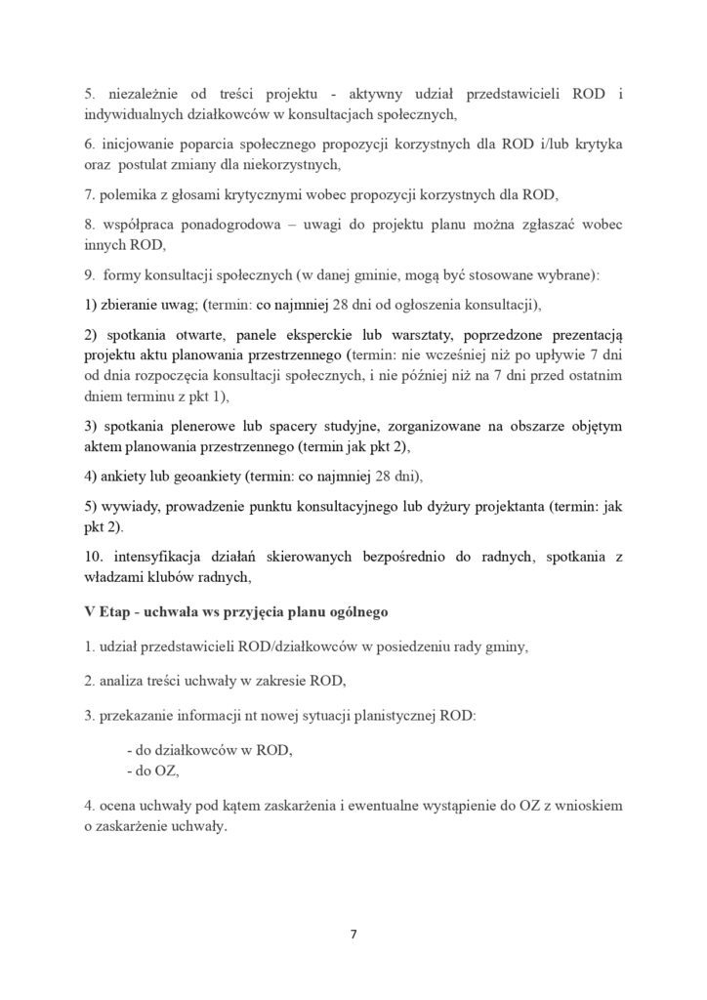 5. niezależnie od treści projektu - aktywny udział przedstawicieli ROD i
indywidualnych działkowców w konsultacjach społecznych,
6. inicjowanie poparcia społecznego propozycji korzystnych dla ROD i/lub krytyka
oraz postulat zmiany dla niekorzystnych,
7. polemika z głosami krytycznymi wobec propozycji korzystnych dla ROD,
8. współpraca ponadogrodowa – uwagi do projektu planu można zgłaszać wobec
innych ROD,
9. formy konsultacji społecznych (w danej gminie, mogą być stosowane wybrane):
1) zbieranie uwag; (termin: co najmniej 28 dni od ogłoszenia konsultacji),
2) spotkania otwarte, panele eksperckie lub warsztaty, poprzedzone prezentacją
projektu aktu planowania przestrzennego (termin: nie wcześniej niż po upływie 7 dni
od dnia rozpoczęcia konsultacji społecznych, i nie później niż na 7 dni przed ostatnim
dniem terminu z pkt 1),
3) spotkania plenerowe lub spacery studyjne, zorganizowane na obszarze objętym
aktem planowania przestrzennego (termin jak pkt 2),
4) ankiety lub geoankiety (termin: co najmniej 28 dni),
5) wywiady, prowadzenie punktu konsultacyjnego lub dyżury projektanta (termin: jak
pkt 2).
10. intensyfikacja działań skierowanych bezpośrednio do radnych, spotkania z
władzami klubów radnych,
V Etap - uchwała ws przyjęcia planu ogólnego
1. udział przedstawicieli ROD/działkowców w posiedzeniu rady gminy,
2. analiza treści uchwały w zakresie ROD,
3. przekazanie informacji nt nowej sytuacji planistycznej ROD:
- do działkowców w ROD,
- do OZ,
4. ocena uchwały pod kątem zaskarżenia i ewentualne wystąpienie do OZ z wnioskiem
o zaskarżenie uchwały.
7